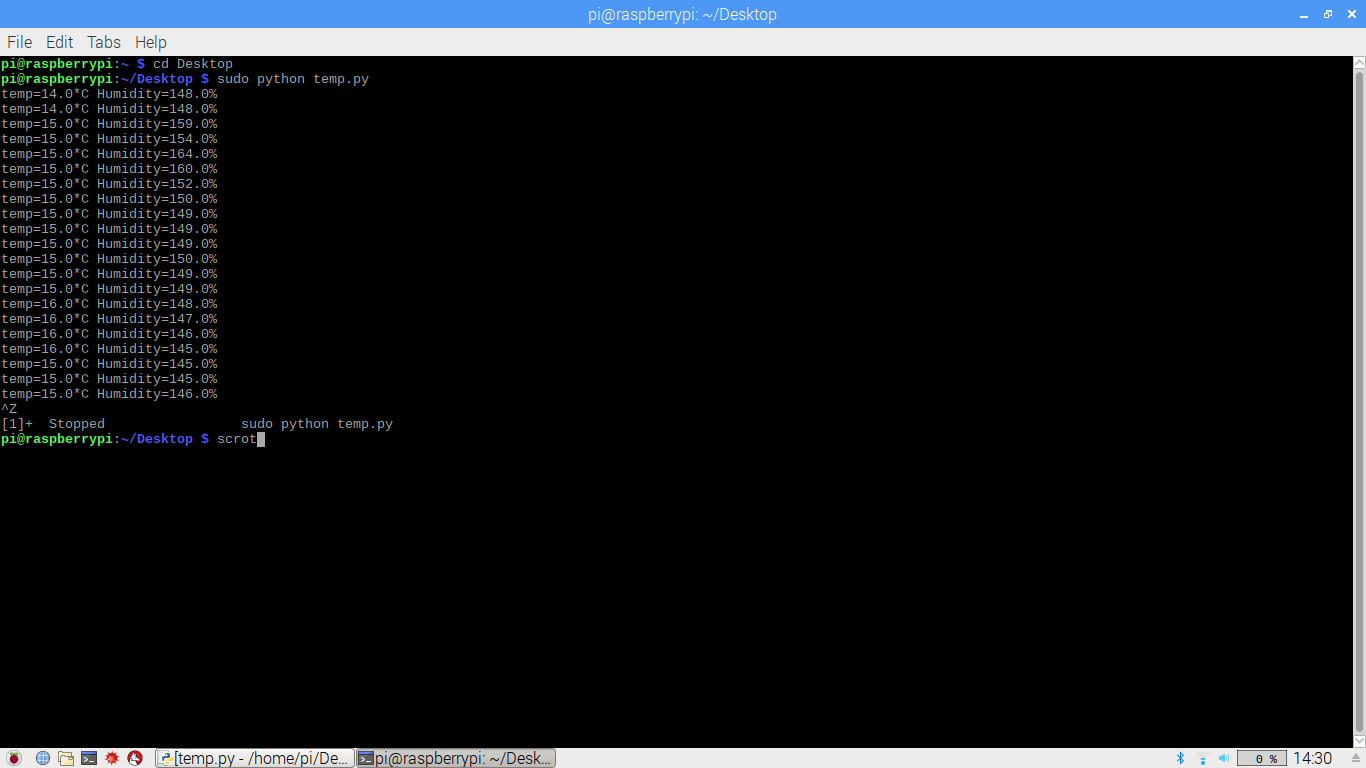 pi@raspberrypi: ~/Desktop
File Edit Tabs Help
pi@raspberrypi:~ $ cd Desktop
pi@raspberrypi:~/Desktop $ sudo python temp.py
temp=14.0*C Humidity=148.0%
temp=14.0*C Humidity=148.0%
temp=15.0*C Humidity=159.0%
temp=15.0*C Humidity=154.0%
temp=15.0*C Humidity=164.0%
temp=15.0*C Humidity=160.0%
temp=15.0*C Humidity=152.0%
temp=15.0*C Humidity=150.0%
temp=15.0*C Humidity=149.0%
temp=15.0*C Humidity=149.0%
temp=15.0*C Humidity=149.0%
temp=15.0*C Humidity=150.0%
temp=15.0*C Humidity=149.0%
temp=15.0*C Humidity=149.0%
temp=16.0*C Humidity=148.0%
temp=16.0*C Humidity=147.0%
temp=16.0*C Humidity=146.0%
temp=16.0*C Humidity=145.0%
temp=15.0*C Humidity=145.0%
temp=15.0*C Humidity=145.0%
temp=15.0*C Humidity=146.0%
^Z
[1]+  Stopped                 sudo python temp.py
pi@raspberrypi:~/Desktop $ scrot
[temp.py - /home/pi/De... pi@raspberrypi: ~/Desk... 0 % 14:30